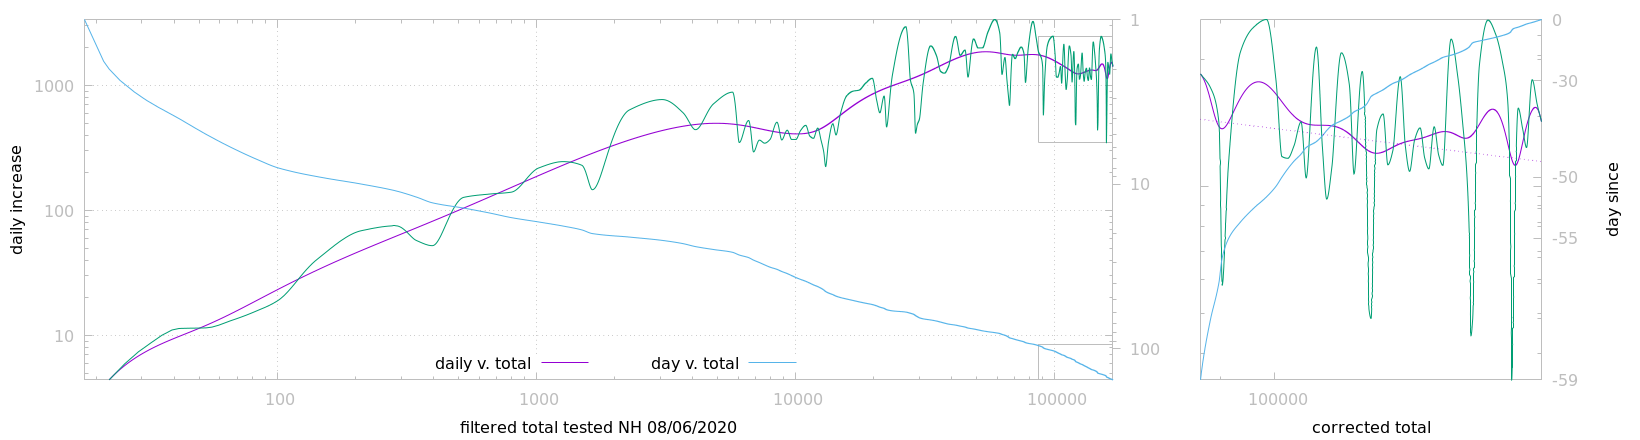 daily increase
1000
100
10
daily v. total
day v. total
100
1000
10000
100000
filtered total tested NH 08/06/2020
1
10
100
0
-30
-50
-55
-59
day since
100000
corrected total